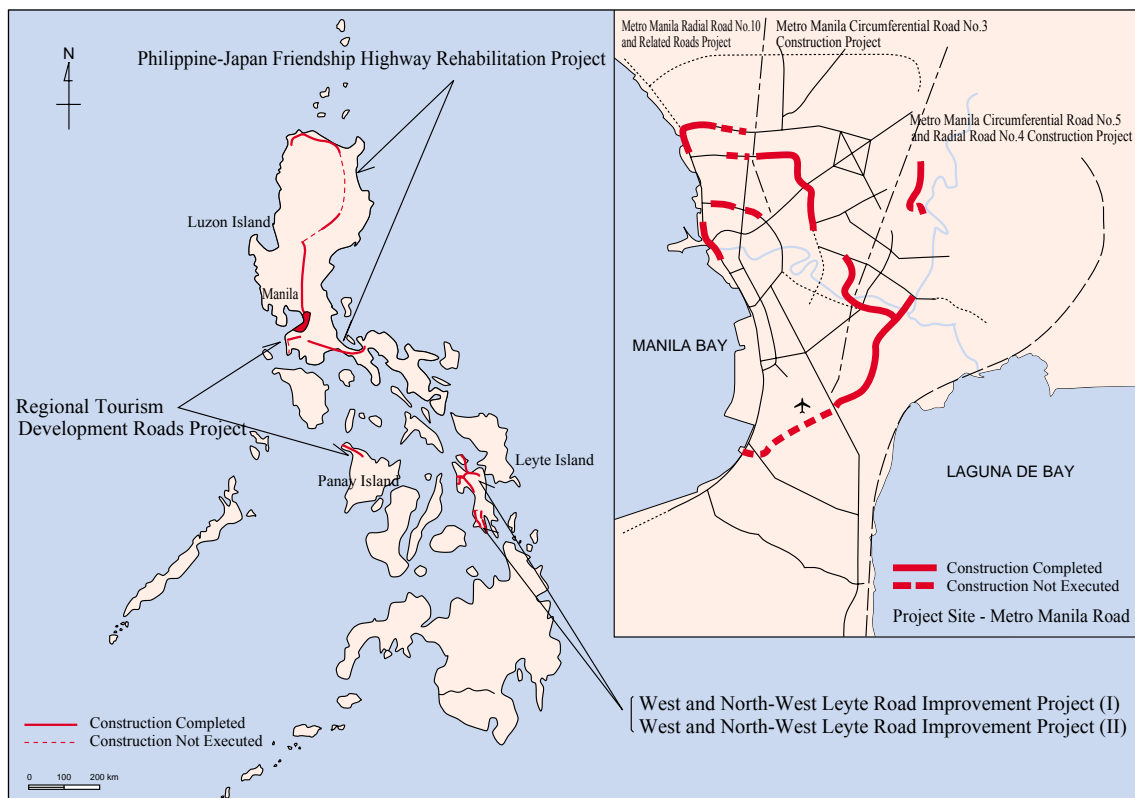 N
Philippine-Japan Friendship Highway Rehabilitation Project
Luzon Island
Manila
Regional Tourism
Development Roads Project
Panay Island
Leyte Island
West and North-West Leyte Road Improvement Project (I)
West and North-West Leyte Road Improvement Project (II)
Construction Completed
Construction Not Executed
0 100 200 km
Metro Manila Radial Road No.10
and Related Roads Project
Metro Manila Circumferential Road No.3
Construction Project
Metro Manila Circumferential Road No.5
and Radial Road No.4 Construction Project
MANILA BAY
LAGUNA DE BAY
Construction Completed
Construction Not Executed
Project Site - Metro Manila Road